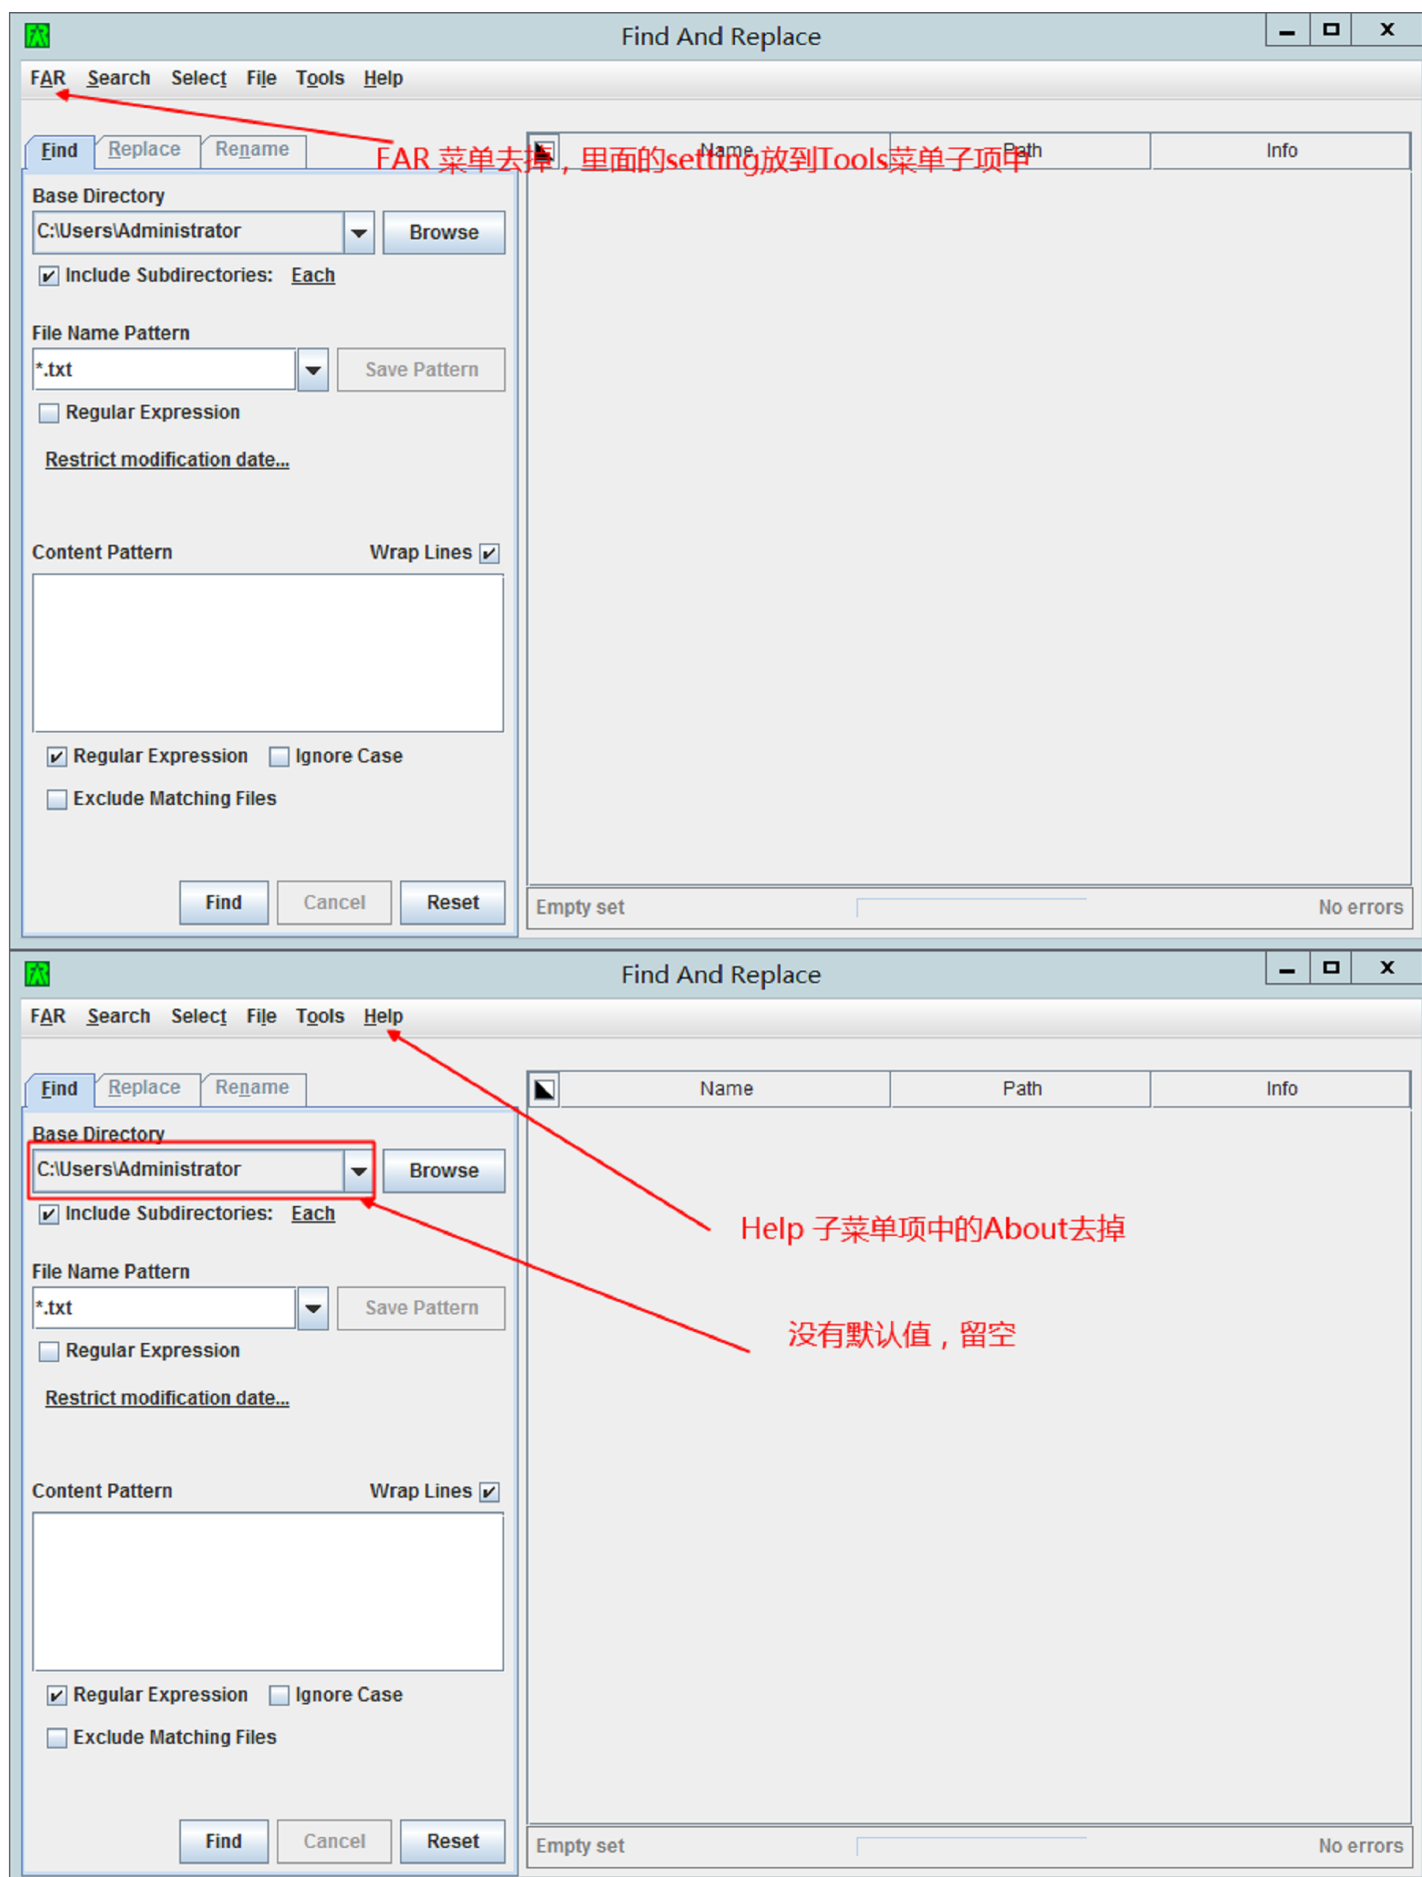 Find And Replace
FAR Search Select File Tools Help
FAR 菜单去掉，里面的setting放到Tools菜单子项中
Find Replace Rename
Name Path Info
Base Directory
C:\Users\Administrator Browse
Include Subdirectories: Each
File Name Pattern
*.txt Save Pattern
Regular Expression
Restrict modification date...
Content Pattern Wrap Lines
Regular Expression Ignore Case
Exclude Matching Files
Find Cancel Reset
Empty set No errors
Find And Replace
FAR Search Select File Tools Help
Find Replace Rename
Name Path Info
Base Directory
C:\Users\Administrator Browse
Include Subdirectories: Each
Help 子菜单项中的About去掉
File Name Pattern
*.txt Save Pattern
没有默认值，留空
Regular Expression
Restrict modification date...
Content Pattern Wrap Lines
Regular Expression Ignore Case
Exclude Matching Files
Find Cancel Reset
Empty set No errors